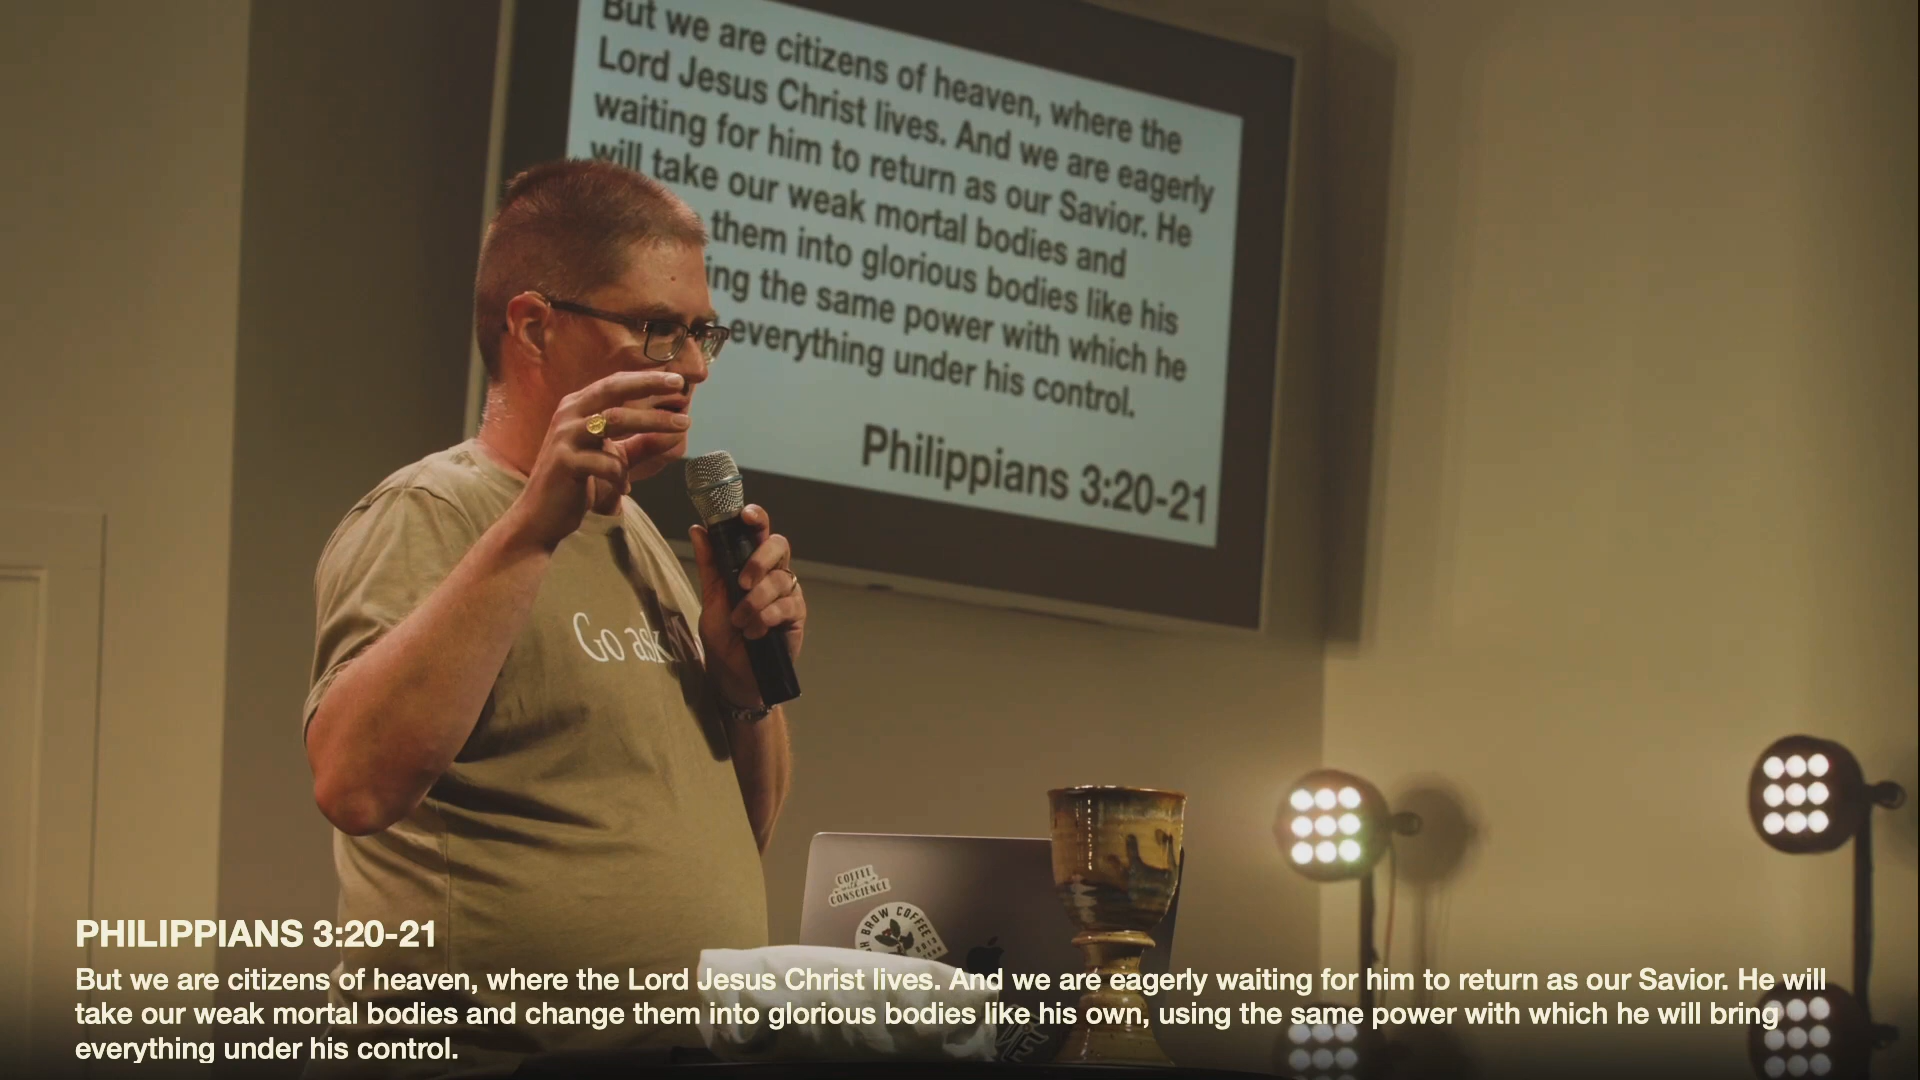 But we are citizens of heaven, where the
Lord Jesus Christ lives. And we are eagerly
waiting for him to return as our Savior. He
will take our weak mortal bodies and
them into glorious bodies like his
ing the same power with which he
everything under his control.
Philippians 3:20-21
Go ask
COFFEE
with a
CONSCIENCE
BROW COFFEE
PHILIPPIANS 3:20-21
But we are citizens of heaven, where the Lord Jesus Christ lives. And we are eagerly waiting for him to return as our Savior. He will
take our weak mortal bodies and change them into glorious bodies like his own, using the same power with which he will bring
everything under his control.